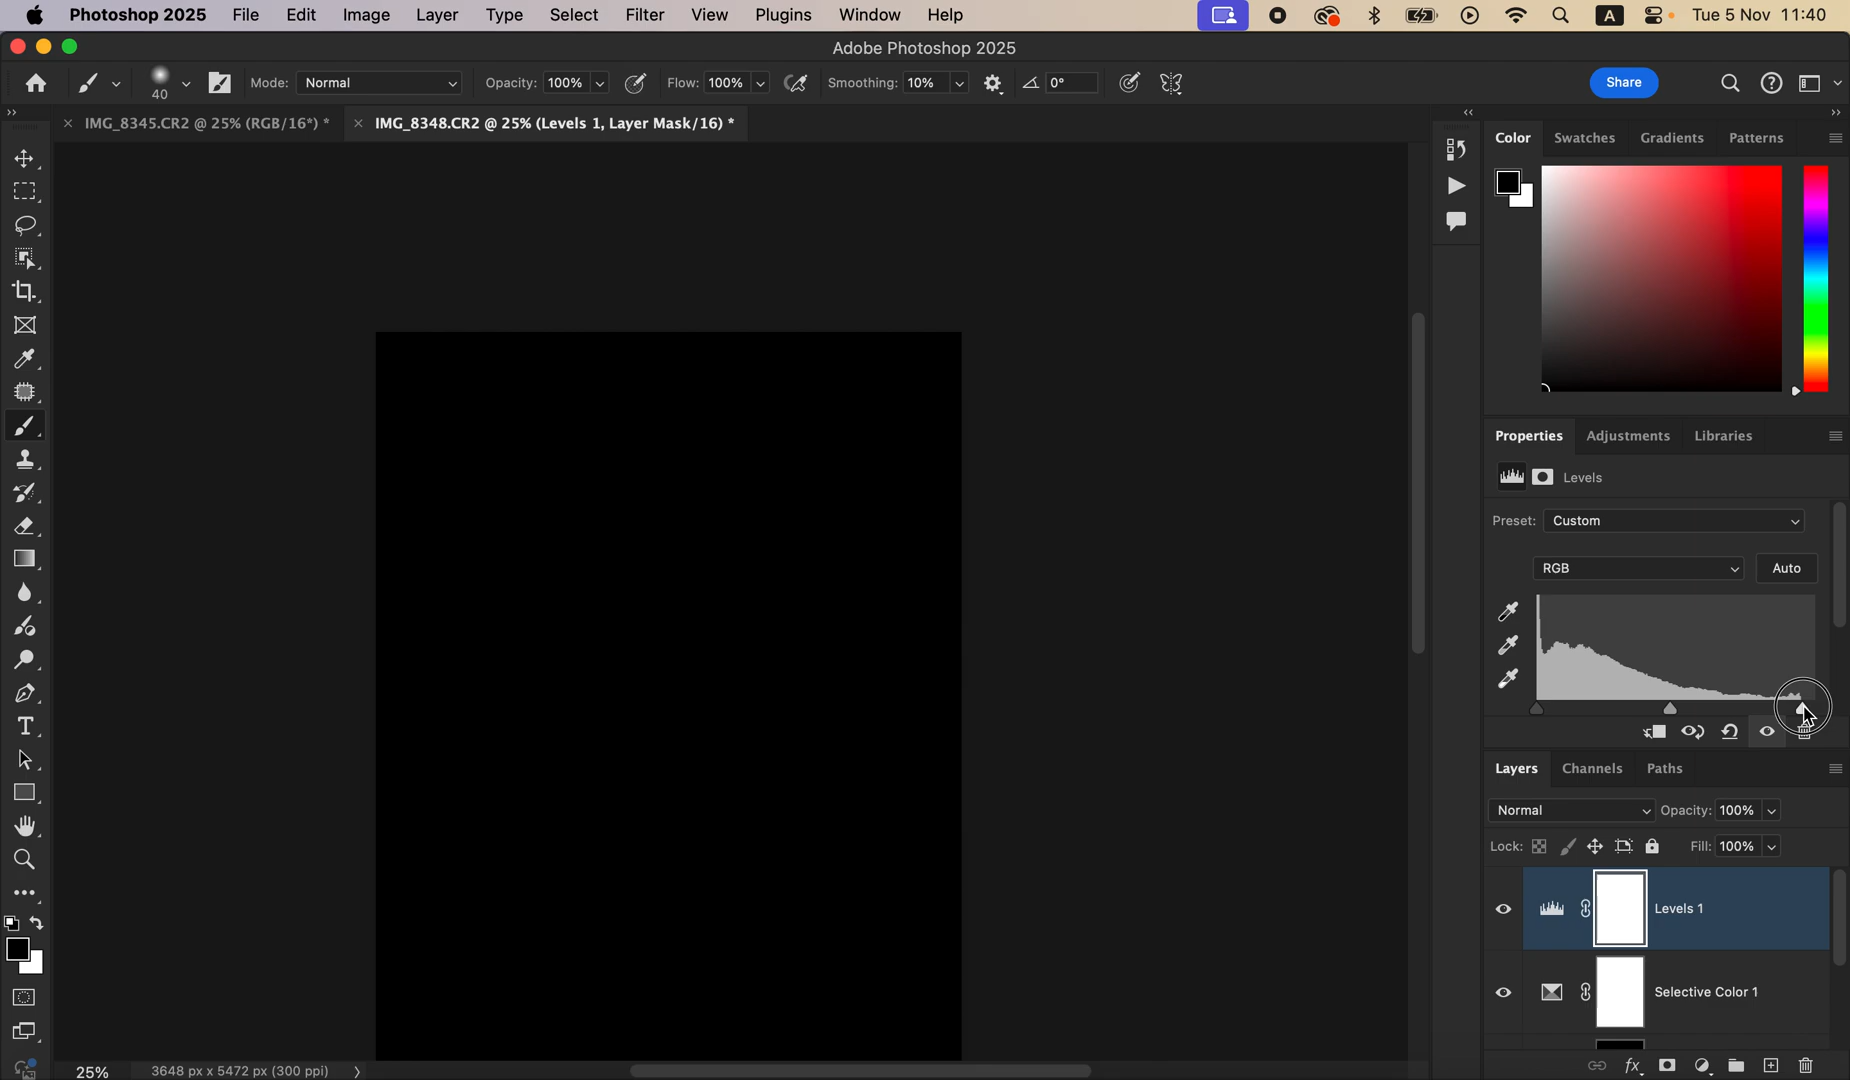 Photoshop 2025 File Edit Image Layer Type Select Filter View Plugins Window Help A Tue 5 Nov 11:40
Adobe Photoshop 2025
40 Mode: Normal Opacity: 100% Flow: 100% Smoothing: 10% 0° Share
× IMG_8345.CR2 @ 25% (RGB/16*) * × IMG_8348.CR2 @ 25% (Levels 1, Layer Mask/16) *
Color Swatches Gradients Patterns
Properties Adjustments Libraries
Levels
Preset: Custom
RGB Auto
Layers Channels Paths
Normal Opacity: 100%
Lock: Fill: 100%
Levels 1
Selective Color 1
25% 3648 px x 5472 px (300 ppi)